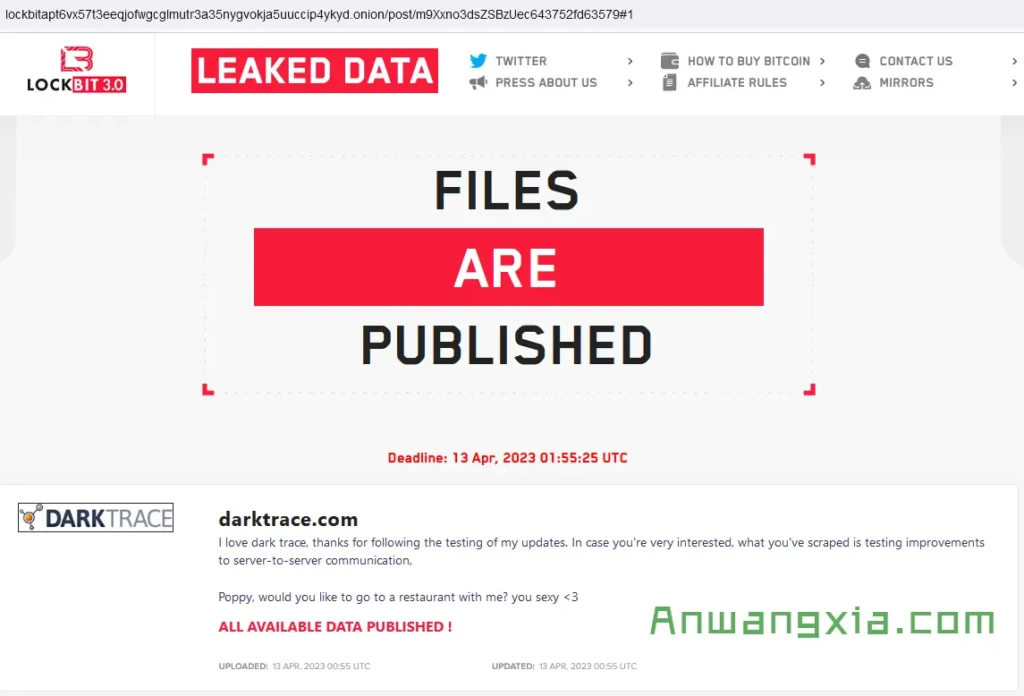 lockbitapt6vx57t3eeqjofwgcglmutr3a35nygvokja5uuccip4ykyd.onion/post/m9Xxno3dsZSBzUec643752fd63579#1
LOCKBIT 3.0
LEAKED DATA
TWITTER
PRESS ABOUT US
HOW TO BUY BITCOIN
AFFILIATE RULES
CONTACT US
MIRRORS
FILES
ARE
PUBLISHED
Deadline: 13 Apr, 2023 01:55:25 UTC
DARKTRACE
darktrace.com
I love dark trace, thanks for following the testing of my updates. In case you're very interested, what you've scraped is testing improvements
to server-to-server communication,
Poppy, would you like to go to a restaurant with me? you sexy <3
ALL AVAILABLE DATA PUBLISHED !
Anwangxia.com
UPLOADED: 13 APR, 2023 00:55 UTC
UPDATED: 13 APR, 2023 00:55 UTC